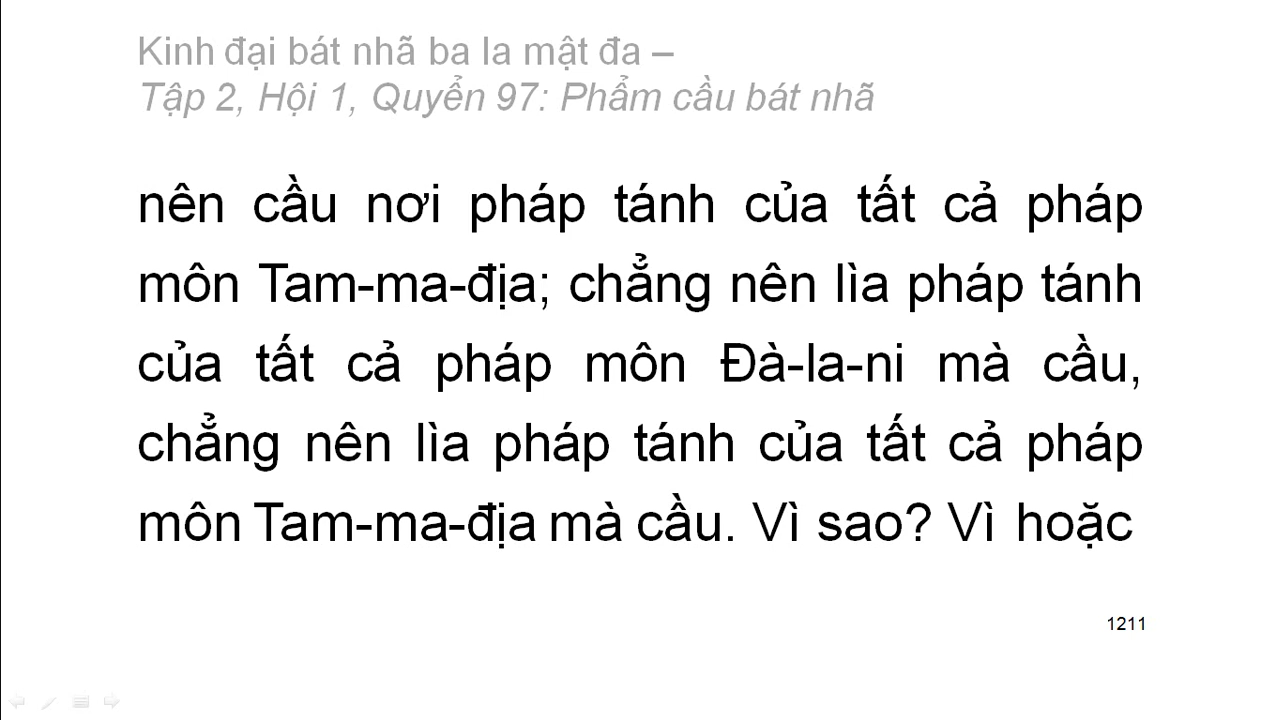 Kinh đại bát nhã ba la mật đa –
Tập 2, Hội 1, Quyển 97: Phẩm cầu bát nhã
nên cầu nơi pháp tánh của tất cả pháp
môn Tam-ma-địa; chẳng nên lìa pháp tánh
của tất cả pháp môn Đà-la-ni mà cầu,
chẳng nên lìa pháp tánh của tất cả pháp
môn Tam-ma-địa mà cầu. Vì sao? Vì hoặc
1211